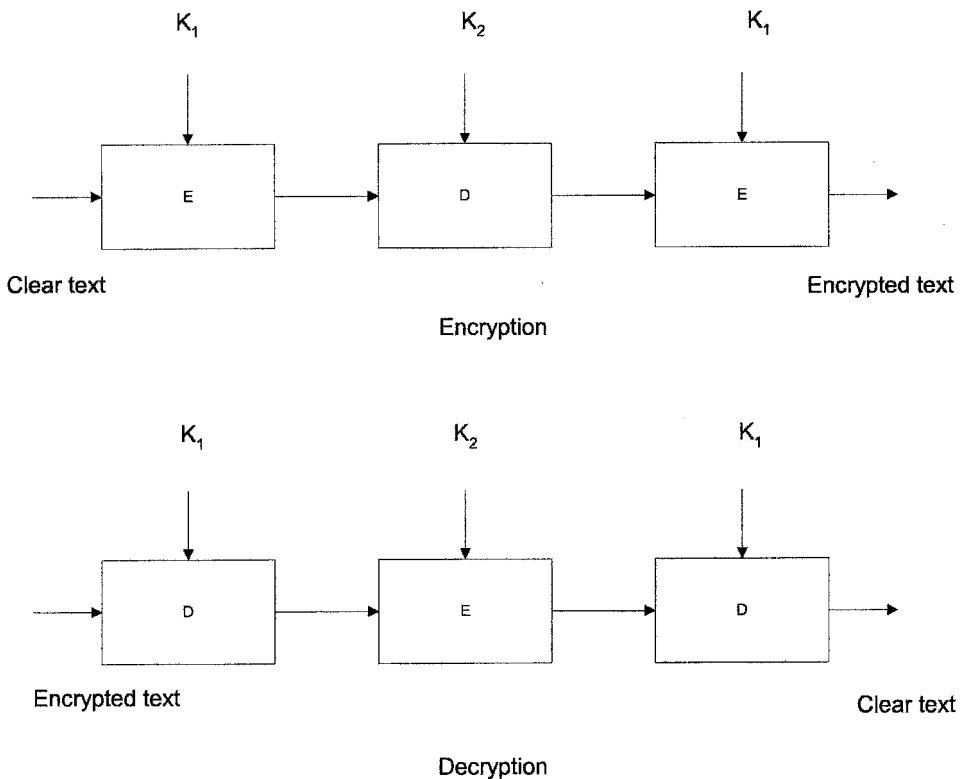 K₁ K₂ K₁
E D E
Clear text Encrypted text
Encryption
K₁ K₂ K₁
D E D
Encrypted text Clear text
Decryption